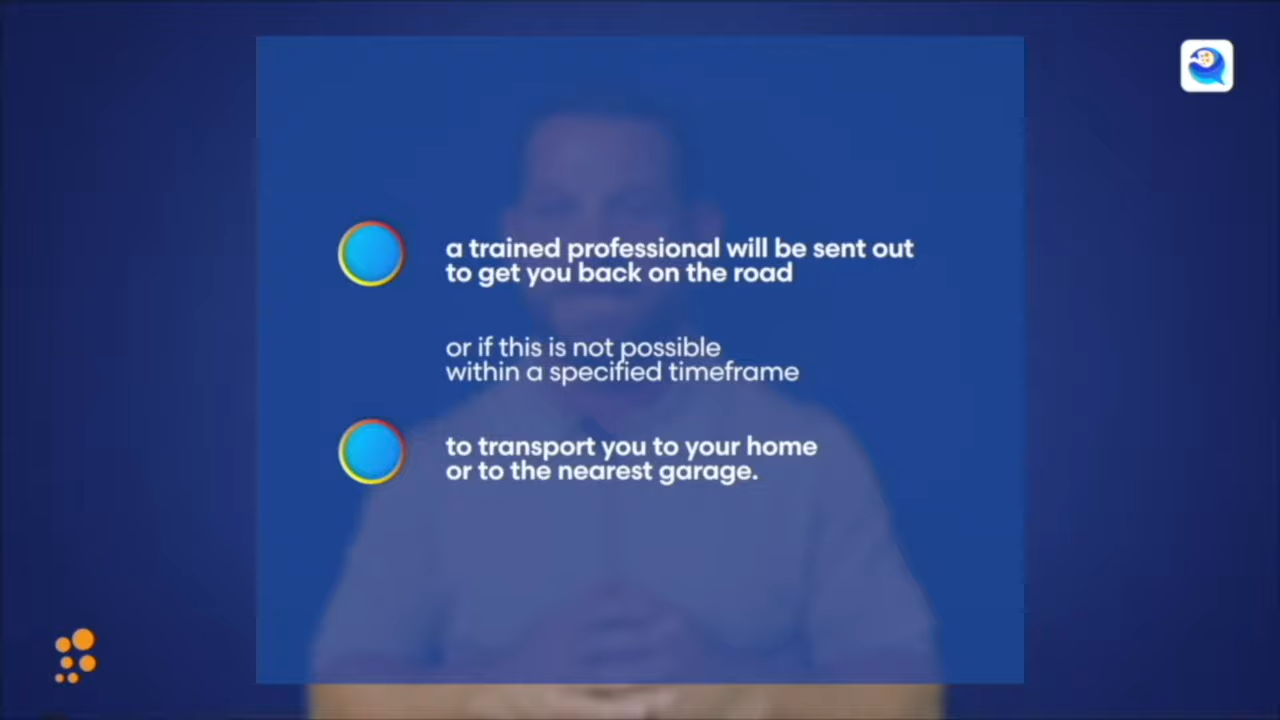 a trained professional will be sent out
to get you back on the road
or if this is not possible
within a specified timeframe
to transport you to your home
or to the nearest garage.